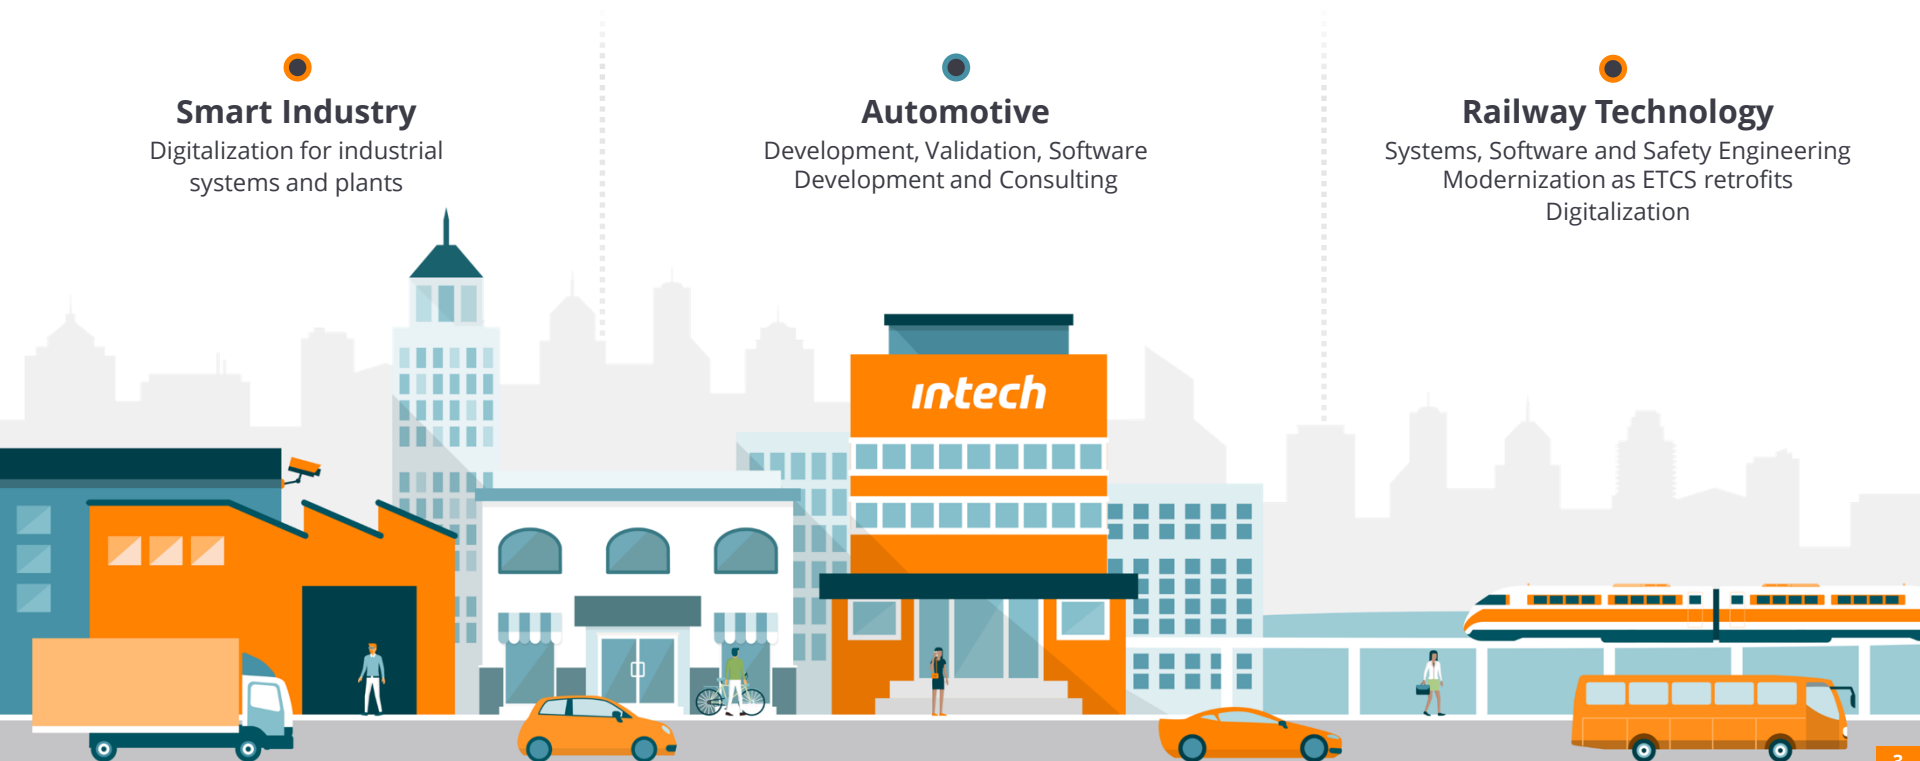 Smart Industry
Digitalization for industrial
systems and plants
Automotive
Development, Validation, Software
Development and Consulting
Railway Technology
Systems, Software and Safety Engineering
Modernization as ETCS retrofits
Digitalization
intech
3